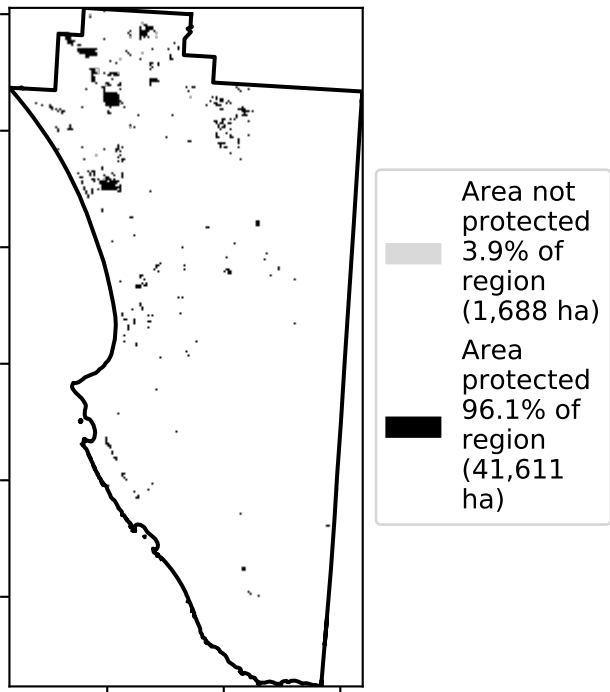 Area not
protected
3.9% of
region
(1,688 ha)
Area
protected
96.1% of
region
(41,611
ha)